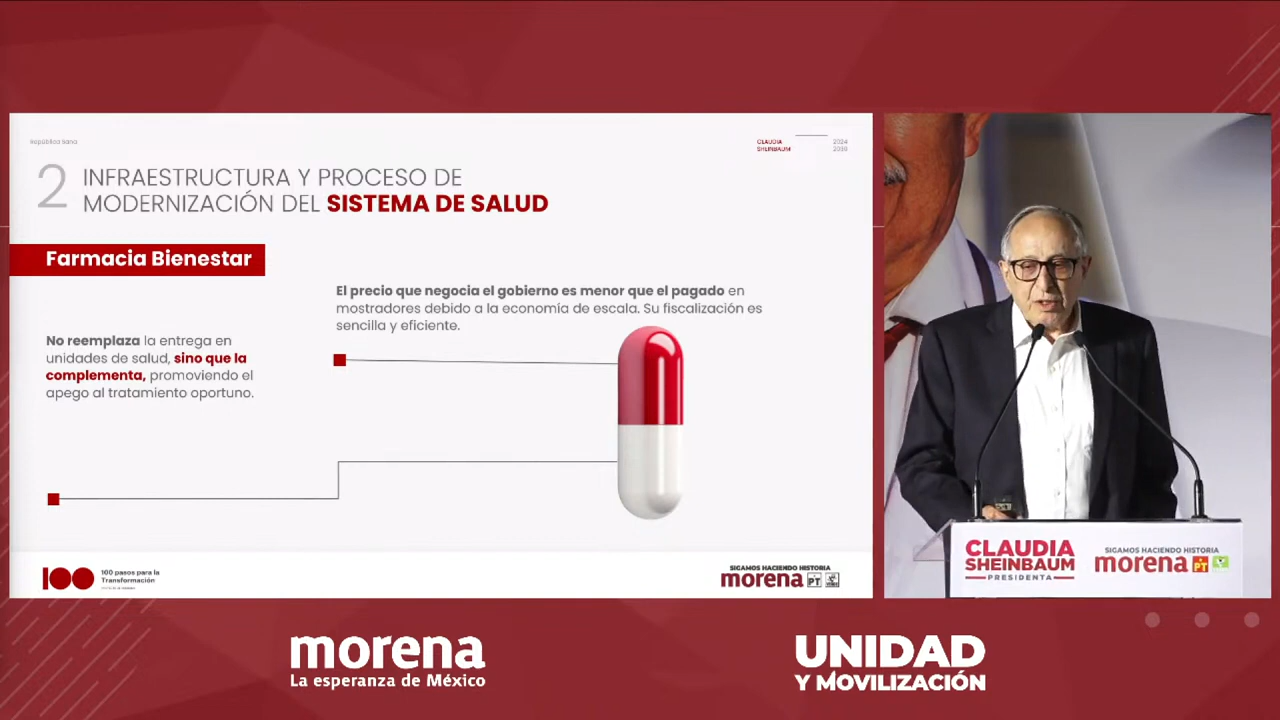 República Sana
CLAUDIA
SHEINBAUM
2024
2030
2
INFRAESTRUCTURA Y PROCESO DE
MODERNIZACIÓN DEL SISTEMA DE SALUD
Farmacia Bienestar
El precio que negocia el gobierno es menor que el pagado en
mostradores debido a la economía de escala. Su fiscalización es
sencilla y eficiente.
No reemplaza la entrega en
unidades de salud, sino que la
complementa, promoviendo el
apego al tratamiento oportuno.
100
100 pasos para la
Transformación
SIGAMOS HACIENDO HISTORIA
morena PT VERDE
CLAUDIA
SHEINBAUM
PRESIDENTA
SIGAMOS HACIENDO HISTORIA
morena PT
morena
La esperanza de México
UNIDAD
Y MOVILIZACIÓN